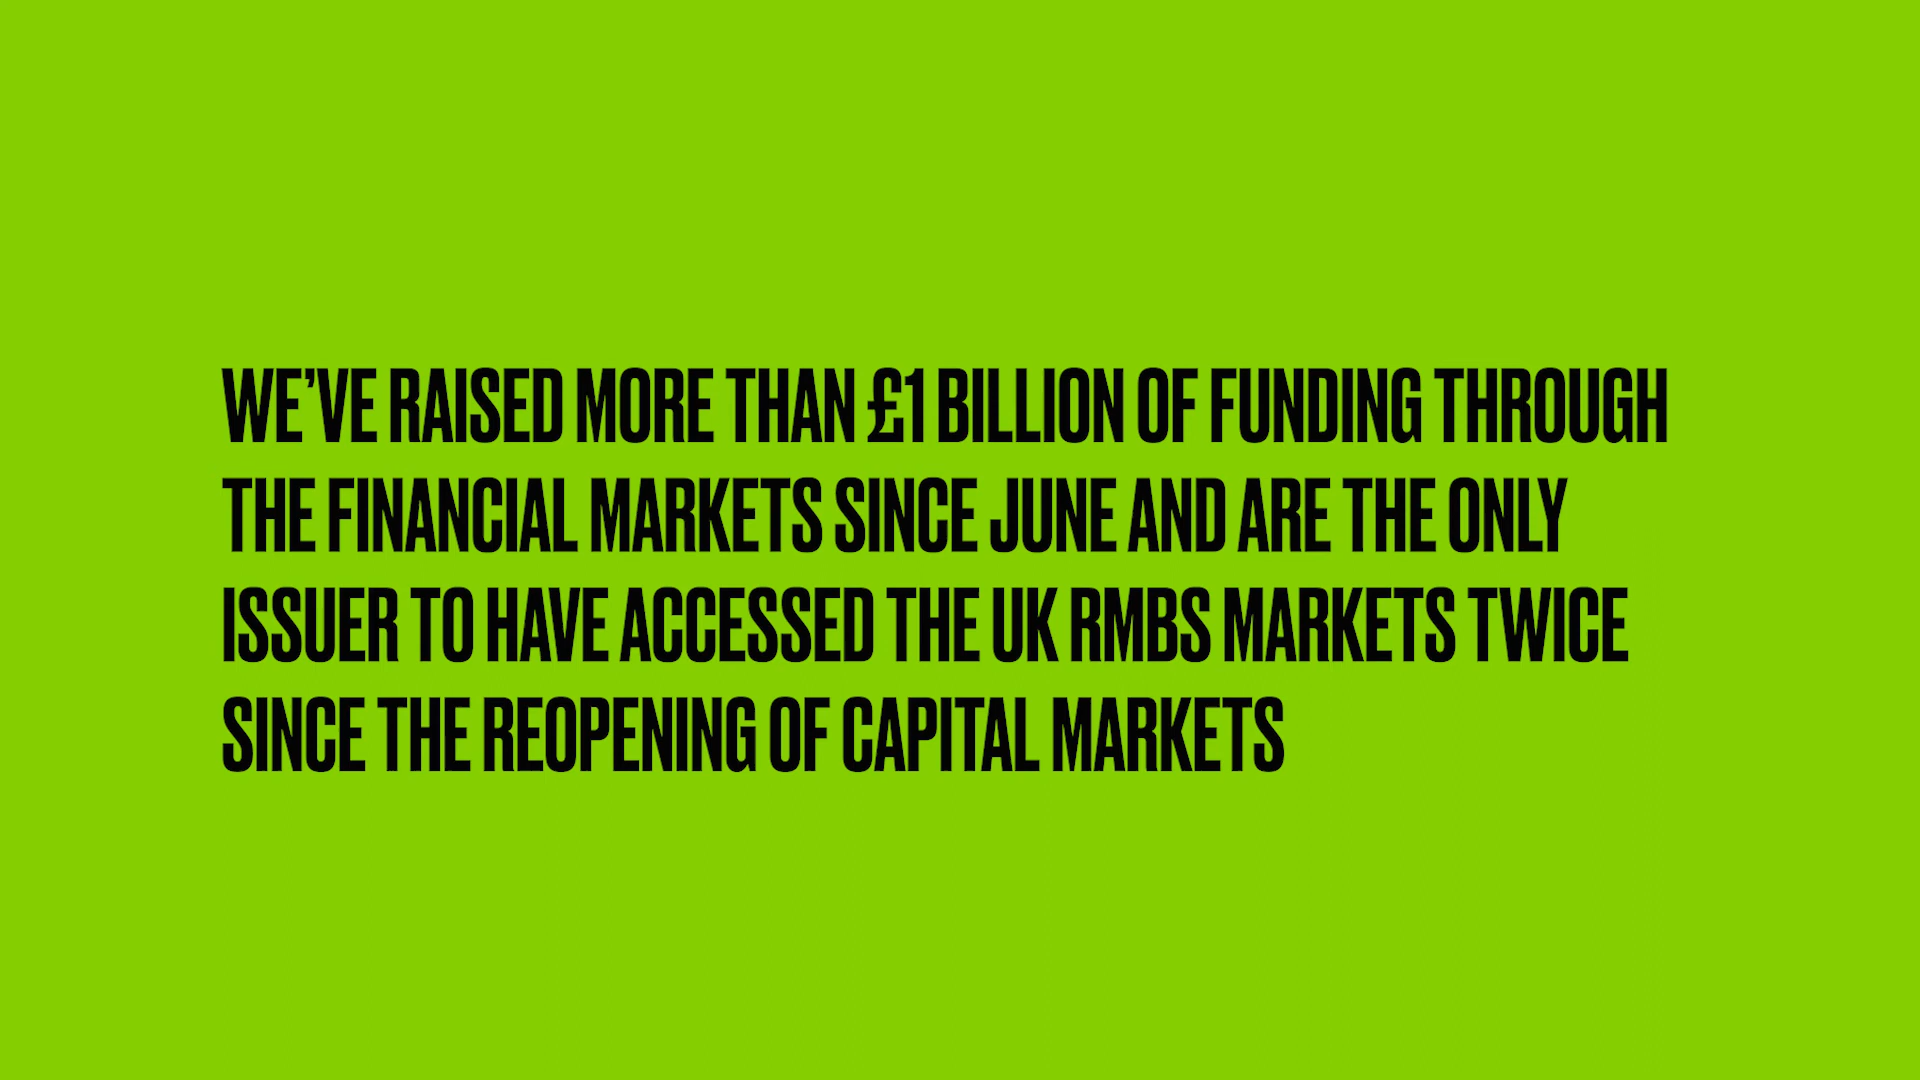 WE’VE RAISED MORE THAN £1 BILLION OF FUNDING THROUGH
THE FINANCIAL MARKETS SINCE JUNE AND ARE THE ONLY
ISSUER TO HAVE ACCESSED THE UK RMBS MARKETS TWICE
SINCE THE REOPENING OF CAPITAL MARKETS